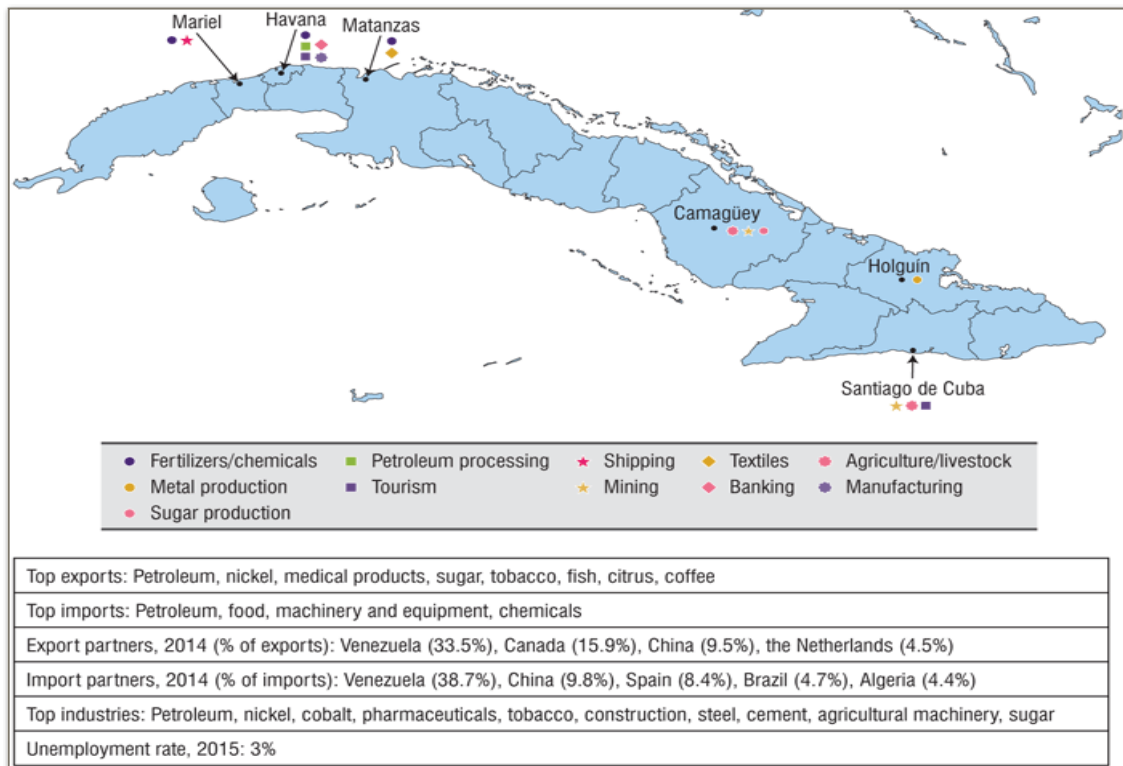 Mariel
Havana
Matanzas
Camagüey
Holguín
Santiago de Cuba
Fertilizers/chemicals
Petroleum processing
Shipping
Textiles
Agriculture/livestock
Metal production
Tourism
Mining
Banking
Manufacturing
Sugar production
Top exports: Petroleum, nickel, medical products, sugar, tobacco, fish, citrus, coffee
Top imports: Petroleum, food, machinery and equipment, chemicals
Export partners, 2014 (% of exports): Venezuela (33.5%), Canada (15.9%), China (9.5%), the Netherlands (4.5%)
Import partners, 2014 (% of imports): Venezuela (38.7%), China (9.8%), Spain (8.4%), Brazil (4.7%), Algeria (4.4%)
Top industries: Petroleum, nickel, cobalt, pharmaceuticals, tobacco, construction, steel, cement, agricultural machinery, sugar
Unemployment rate, 2015: 3%